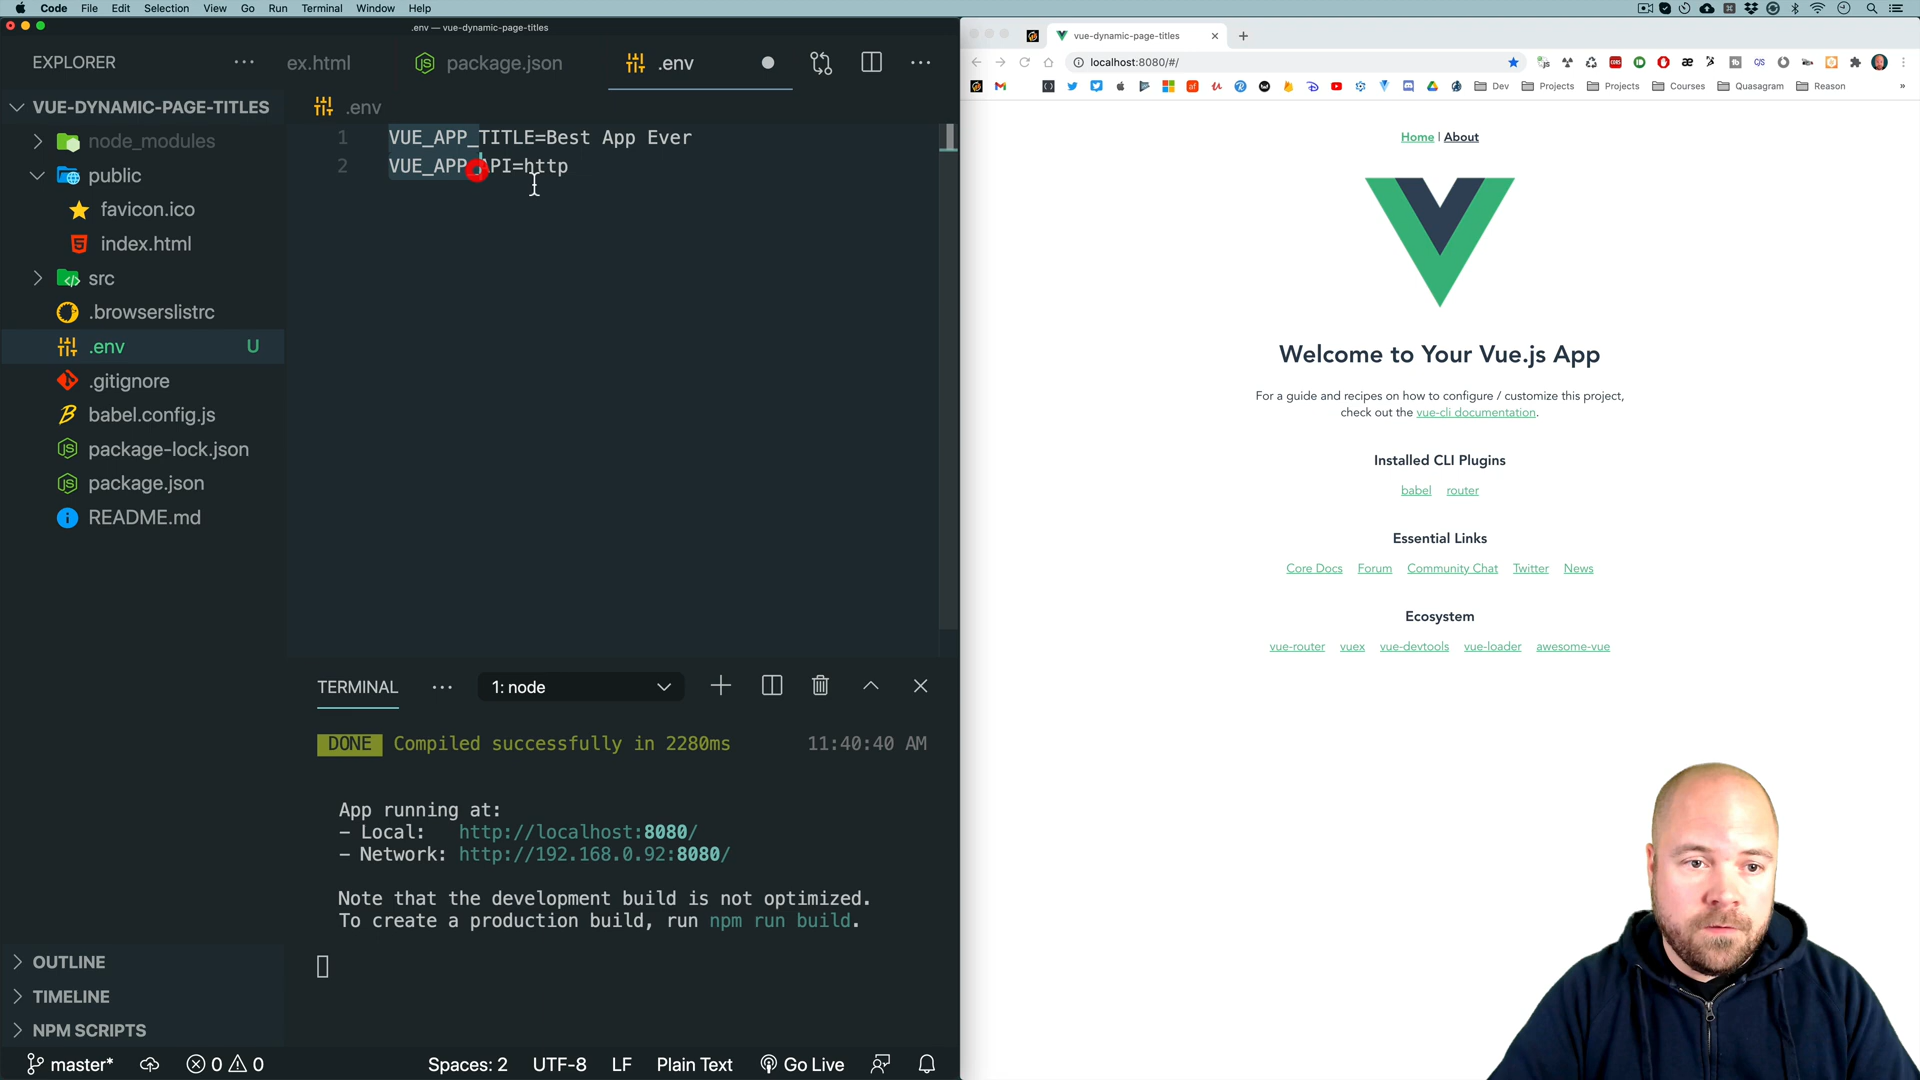 Code File Edit Selection View Go Run Terminal Window Help
.env — vue-dynamic-page-titles
EXPLORER
ex.html
package.json
.env
VUE-DYNAMIC-PAGE-TITLES
node_modules
public
favicon.ico
index.html
src
.browserslistrc
.env U
.gitignore
babel.config.js
package-lock.json
package.json
README.md
OUTLINE
TIMELINE
NPM SCRIPTS
.env
1 VUE_APP_TITLE=Best App Ever
2 VUE_APP_API=http
TERMINAL
1: node
DONE Compiled successfully in 2280ms 11:40:40 AM
App running at:
- Local: http://localhost:8080/
- Network: http://192.168.0.92:8080/
Note that the development build is not optimized.
To create a production build, run npm run build.
master* 0 0 Spaces: 2 UTF-8 LF Plain Text Go Live
vue-dynamic-page-titles
localhost:8080/#/
Dev Projects Projects Courses Quasagram Reason
Home | About
Welcome to Your Vue.js App
For a guide and recipes on how to configure / customize this project,
check out the vue-cli documentation.
Installed CLI Plugins
babel router
Essential Links
Core Docs Forum Community Chat Twitter News
Ecosystem
vue-router vuex vue-devtools vue-loader awesome-vue